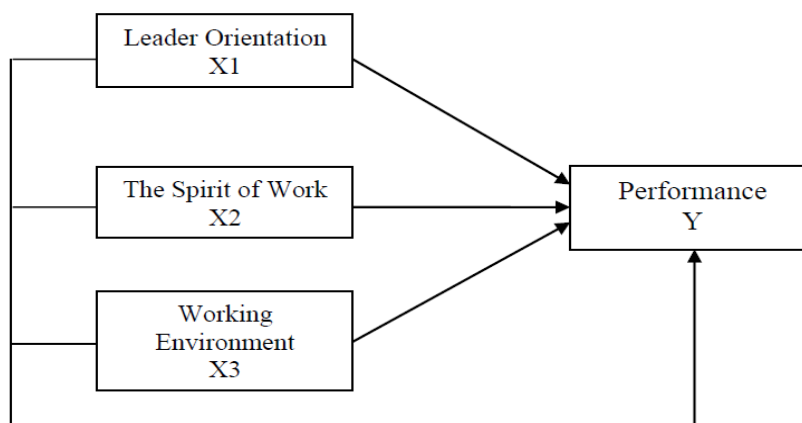 Leader Orientation
X1
The Spirit of Work
X2
Working
Environment
X3
Performance
Y